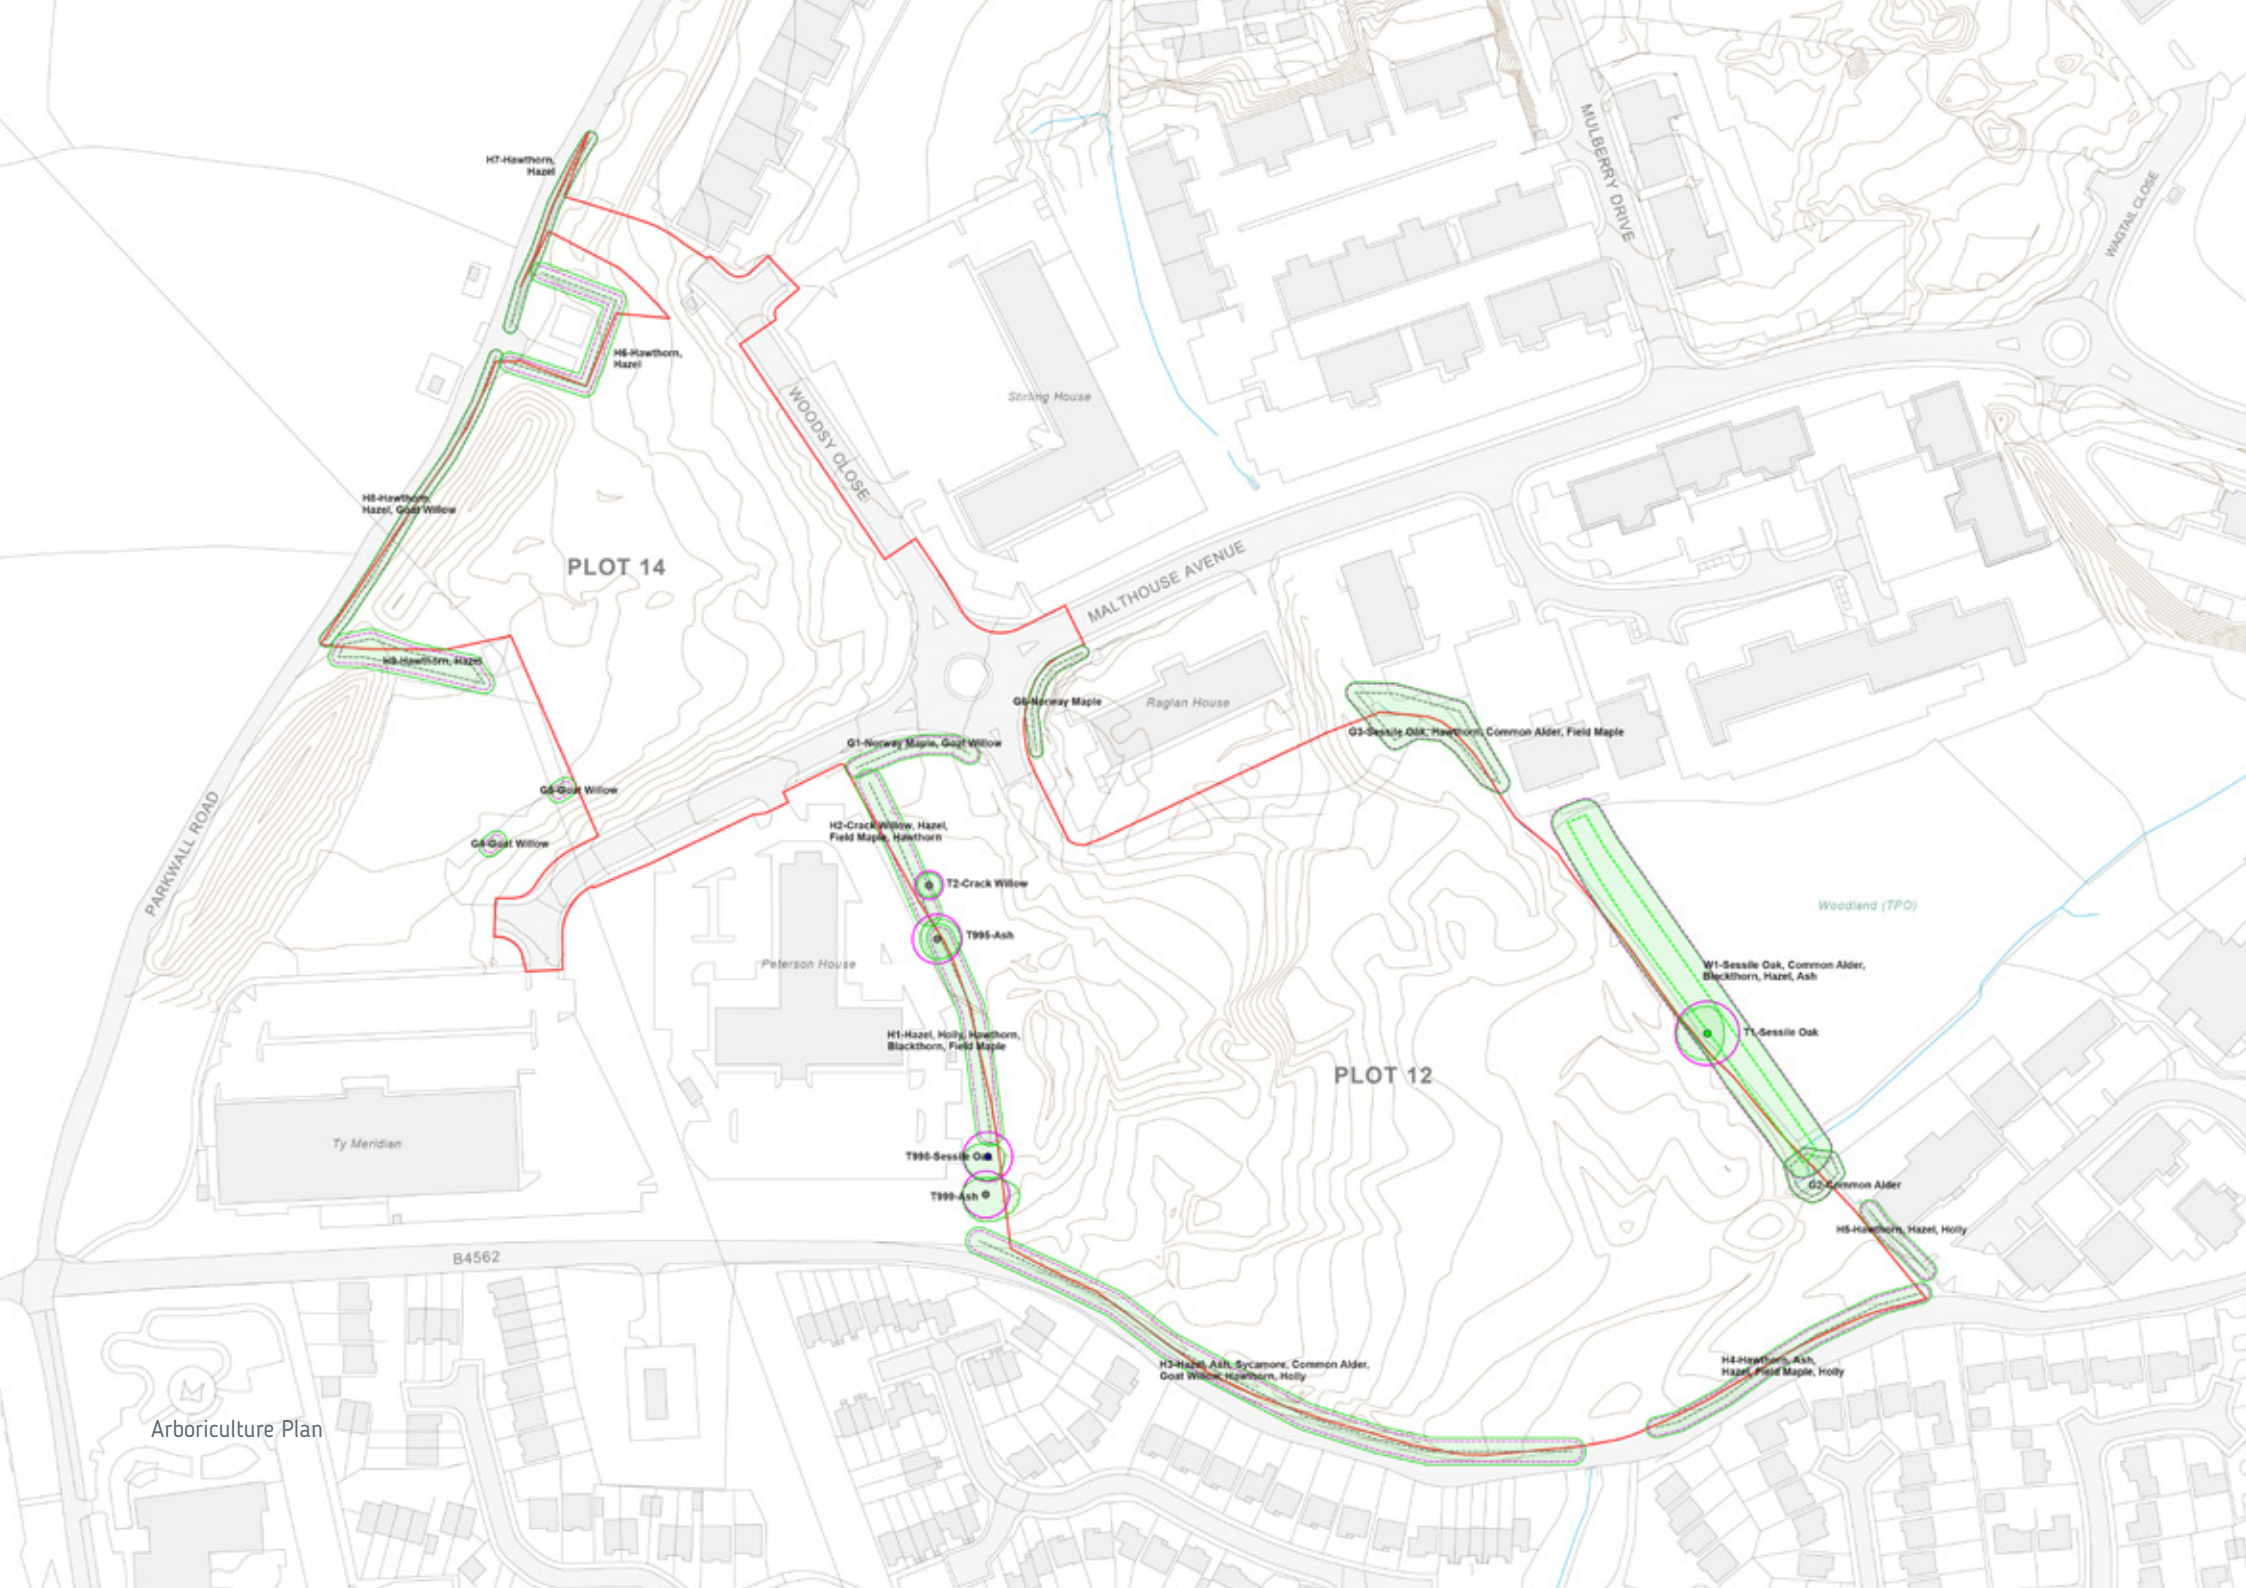 MULBERRY DRIVE
H7-Hawthorn,
Hazel
WAGTAIL CLOSE
H6-Hawthorn,
Hazel
Stirling House
WOODSY CLOSE
H8-Hawthorn,
Hazel, Goat Willow
PLOT 14
MALTHOUSE AVENUE
H9-Hawthorn, Hazel
G6-Norway Maple
Raglan House
G3-Sessile Oak, Hawthorn, Common Alder, Field Maple
G1-Norway Maple, Goat Willow
G5-Goat Willow
G4-Goat Willow
PARKWALL ROAD
H2-Crack Willow, Hazel,
Field Maple, Hawthorn
T2-Crack Willow
Woodland (TPO)
T995-Ash
Peterson House
W1-Sessile Oak, Common Alder,
Blackthorn, Hazel, Ash
T1-Sessile Oak
H1-Hazel, Holly, Hawthorn,
Blackthorn, Field Maple
PLOT 12
Ty Meridian
T998-Sessile Oak
G2-Common Alder
T999-Ash
H5-Hawthorn, Hazel, Holly
B4562
H3-Hazel, Ash, Sycamore, Common Alder,
Goat Willow, Hawthorn, Holly
H4-Hawthorn, Ash,
Hazel, Field Maple, Holly
Arboriculture Plan